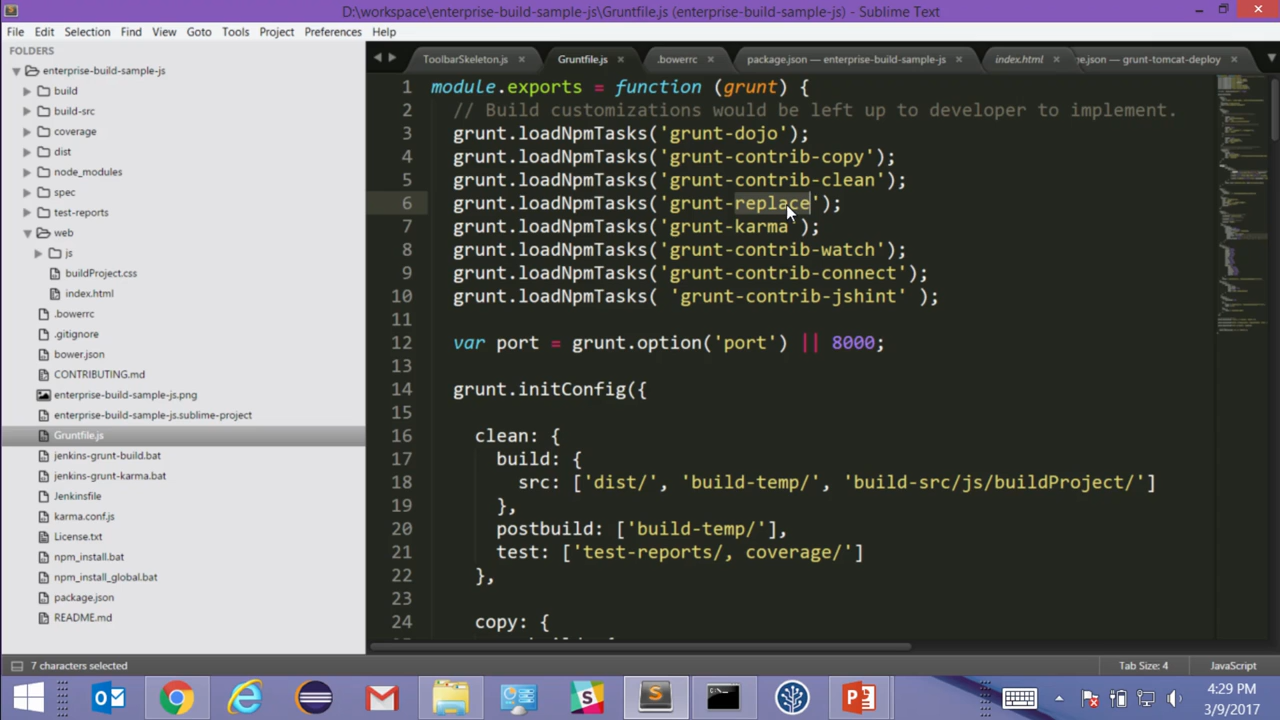 D:\workspace\enterprise-build-sample-js\Gruntfile.js (enterprise-build-sample-js) - Sublime Text
File Edit Selection Find View Goto Tools Project Preferences Help
FOLDERS
enterprise-build-sample-js
build
build-src
coverage
dist
node_modules
spec
test-reports
web
js
buildProject.css
index.html
.bowerrc
.gitignore
bower.json
CONTRIBUTING.md
enterprise-build-sample-js.png
enterprise-build-sample-js.sublime-project
Gruntfile.js
jenkins-grunt-build.bat
jenkins-grunt-karma.bat
Jenkinsfile
karma.conf.js
License.txt
npm_install.bat
npm_install_global.bat
package.json
README.md
ToolbarSkeleton.js Gruntfile.js .bowerrc package.json — enterprise-build-sample-js index.html je.json — grunt-tomcat-deploy
1 module.exports = function (grunt) {
2 // Build customizations would be left up to developer to implement.
3 grunt.loadNpmTasks('grunt-dojo');
4 grunt.loadNpmTasks('grunt-contrib-copy');
5 grunt.loadNpmTasks('grunt-contrib-clean');
6 grunt.loadNpmTasks('grunt-replace');
7 grunt.loadNpmTasks('grunt-karma');
8 grunt.loadNpmTasks('grunt-contrib-watch');
9 grunt.loadNpmTasks('grunt-contrib-connect');
10 grunt.loadNpmTasks( 'grunt-contrib-jshint' );
11
12 var port = grunt.option('port') || 8000;
13
14 grunt.initConfig({
15
16 clean: {
17 build: {
18 src: ['dist/', 'build-temp/', 'build-src/js/buildProject/']
19 },
20 postbuild: ['build-temp/'],
21 test: ['test-reports/, coverage/']
22 },
23
24 copy: {
7 characters selected
Tab Size: 4
JavaScript
4:29 PM
3/9/2017